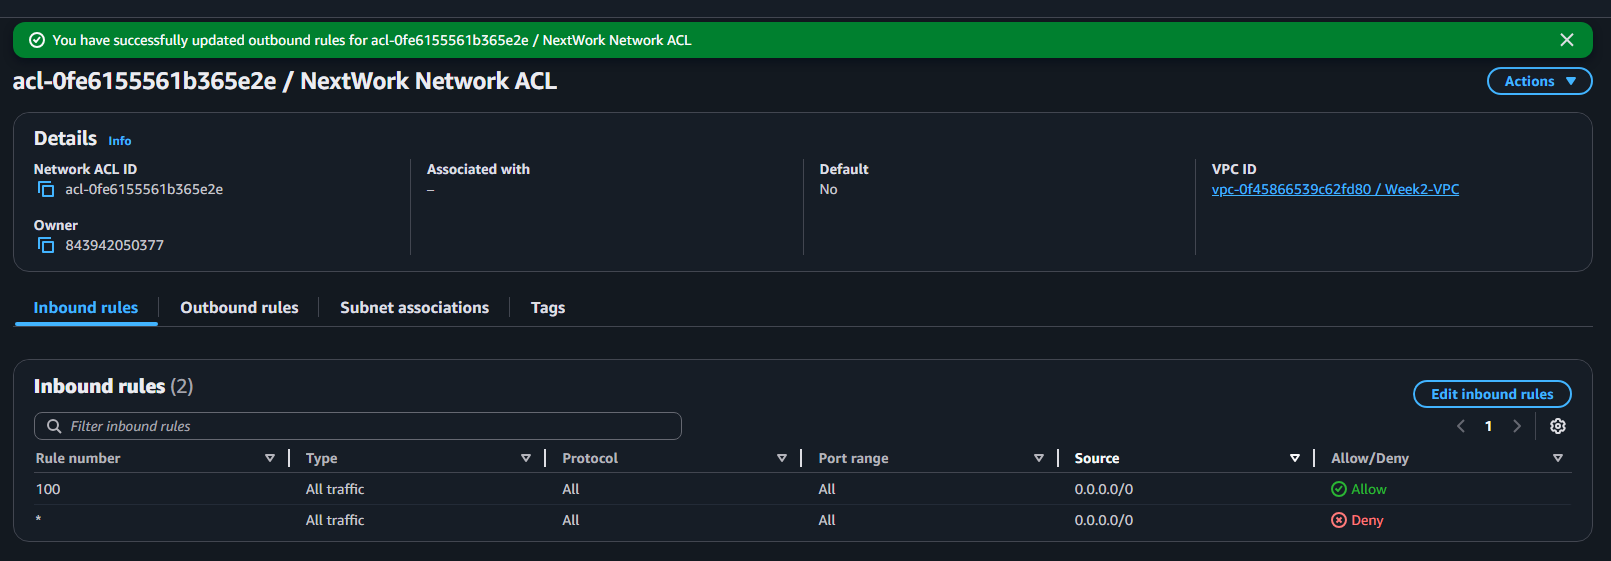 You have successfully updated outbound rules for acl-0fe6155561b365e2e / NextWork Network ACL
acl-0fe6155561b365e2e / NextWork Network ACL
Actions
Details Info
Network ACL ID
acl-0fe6155561b365e2e
Associated with
–
Default
No
VPC ID
vpc-0f45866539c62fd80 / Week2-VPC
Owner
843942050377
Inbound rules Outbound rules Subnet associations Tags
Inbound rules (2)
Edit inbound rules
Filter inbound rules
1
Rule number Type Protocol Port range Source Allow/Deny
100 All traffic All All 0.0.0.0/0 Allow
* All traffic All All 0.0.0.0/0 Deny